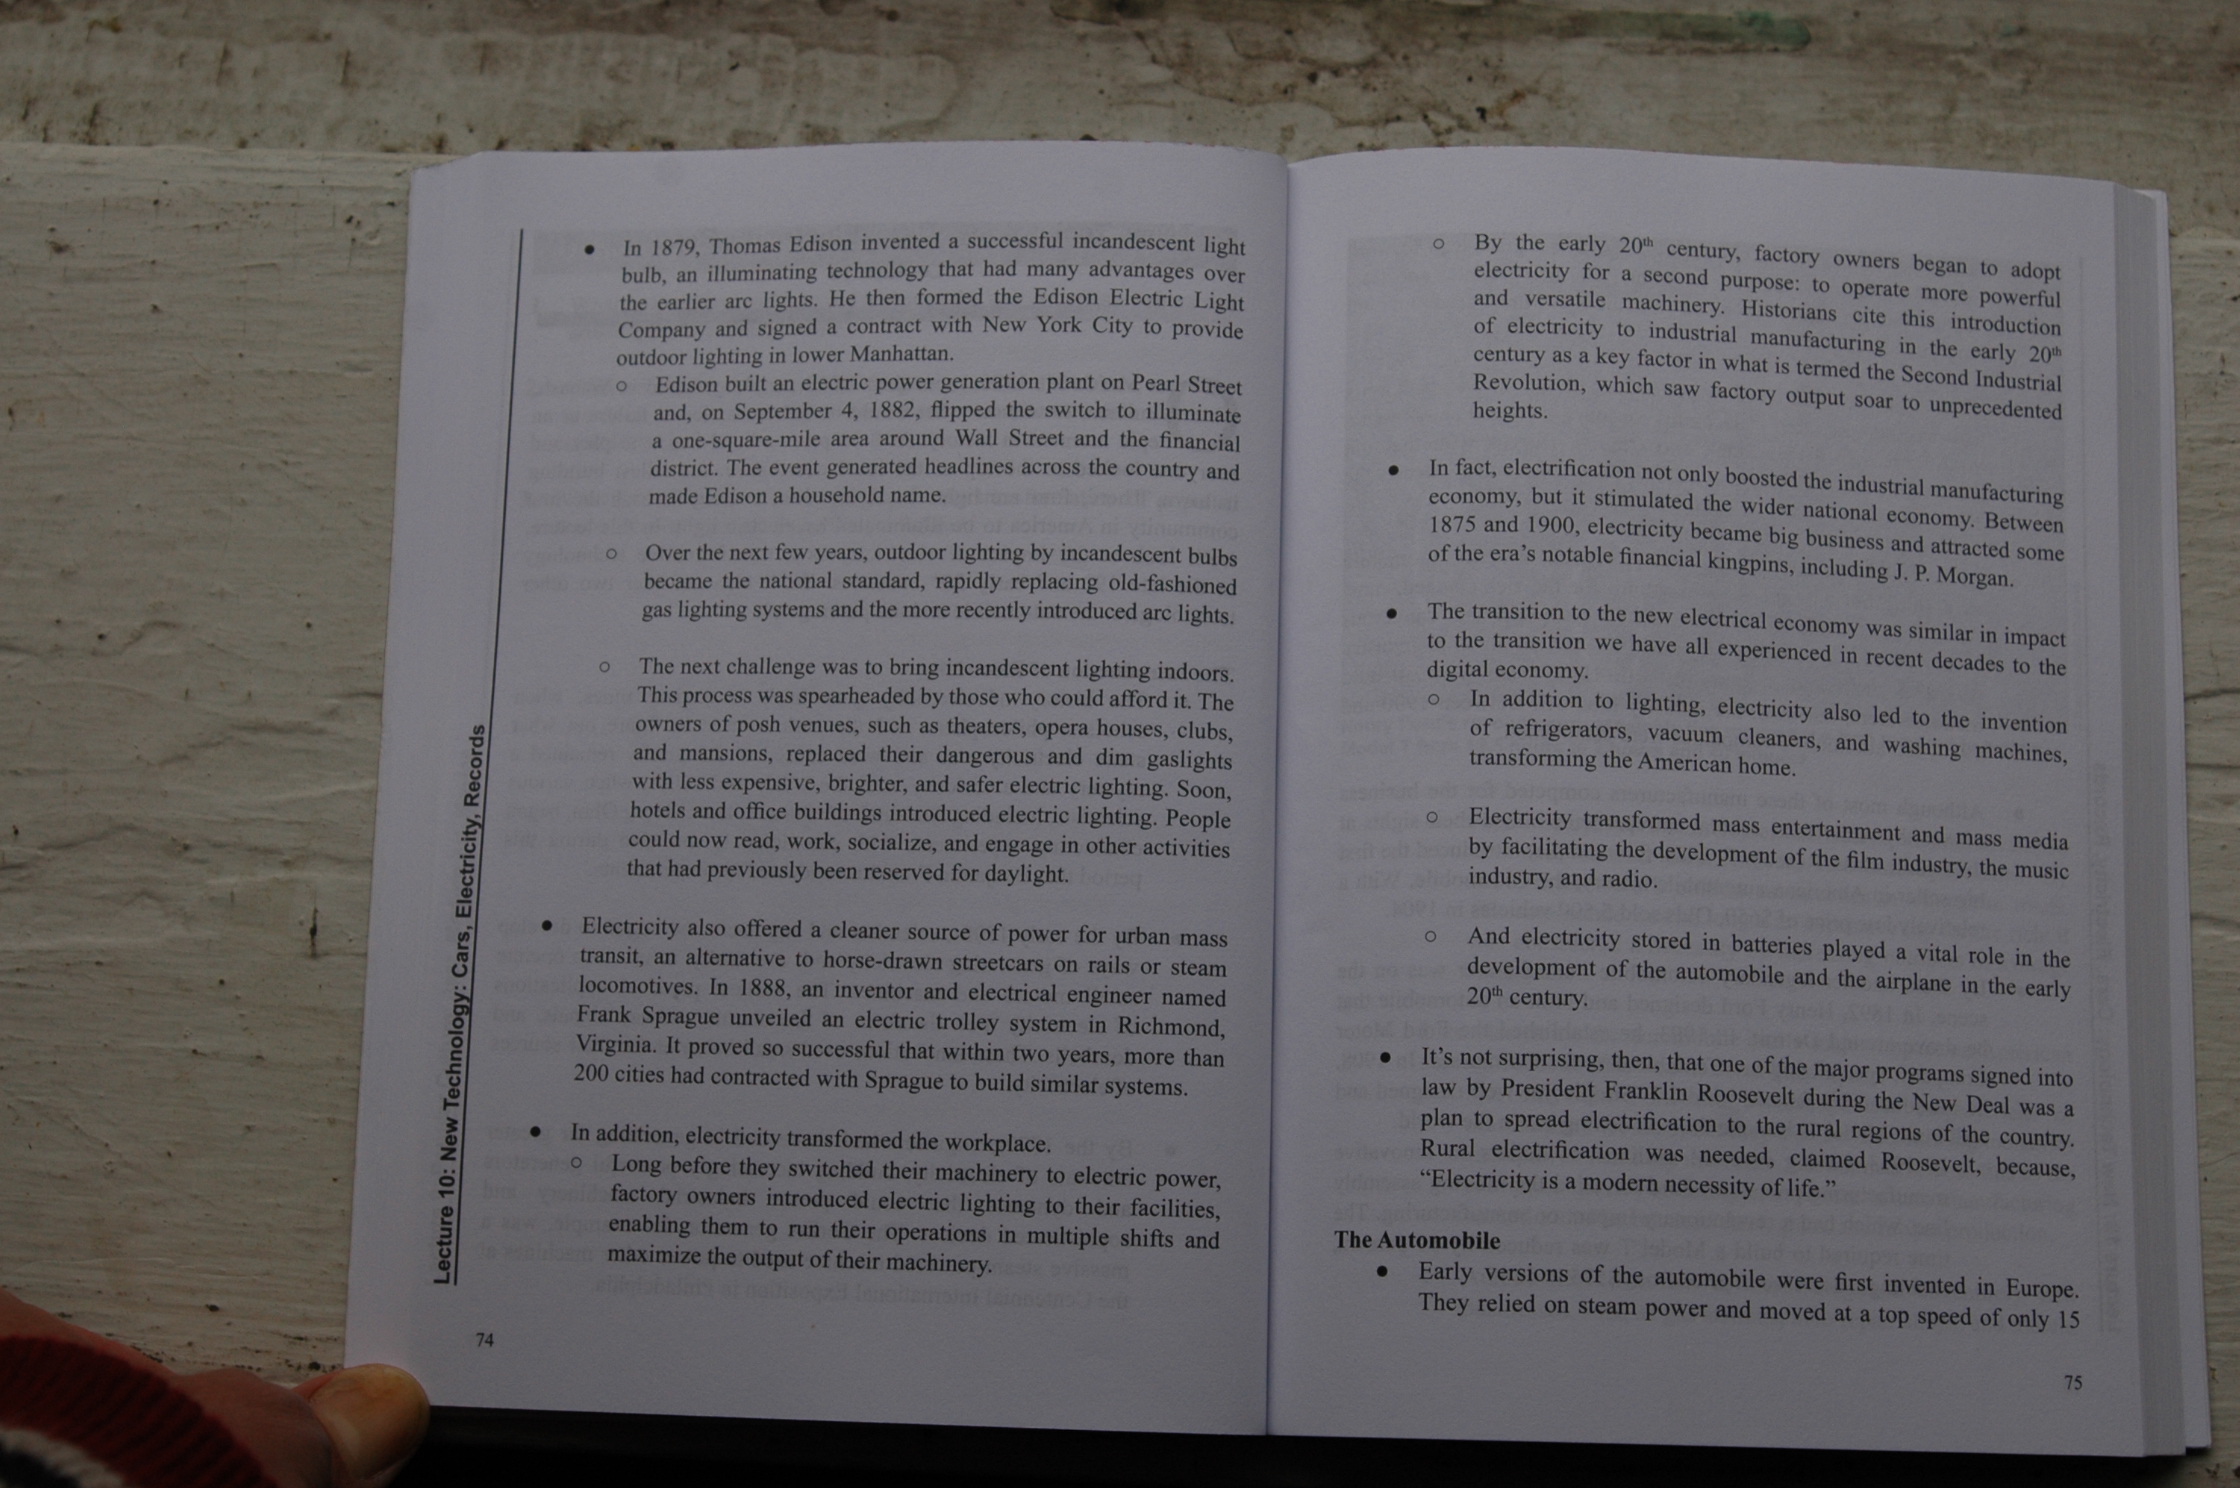 Lecture 10: New Technology: Cars, Electricity, Records
● In 1879, Thomas Edison invented a successful incandescent light
bulb, an illuminating technology that had many advantages over
the earlier arc lights. He then formed the Edison Electric Light
Company and signed a contract with New York City to provide
outdoor lighting in lower Manhattan.
○ Edison built an electric power generation plant on Pearl Street
and, on September 4, 1882, flipped the switch to illuminate
a one-square-mile area around Wall Street and the financial
district. The event generated headlines across the country and
made Edison a household name.
○ Over the next few years, outdoor lighting by incandescent bulbs
became the national standard, rapidly replacing old-fashioned
gas lighting systems and the more recently introduced arc lights.
○ The next challenge was to bring incandescent lighting indoors.
This process was spearheaded by those who could afford it. The
owners of posh venues, such as theaters, opera houses, clubs,
and mansions, replaced their dangerous and dim gaslights
with less expensive, brighter, and safer electric lighting. Soon,
hotels and office buildings introduced electric lighting. People
could now read, work, socialize, and engage in other activities
that had previously been reserved for daylight.
● Electricity also offered a cleaner source of power for urban mass
transit, an alternative to horse-drawn streetcars on rails or steam
locomotives. In 1888, an inventor and electrical engineer named
Frank Sprague unveiled an electric trolley system in Richmond,
Virginia. It proved so successful that within two years, more than
200 cities had contracted with Sprague to build similar systems.
● In addition, electricity transformed the workplace.
○ Long before they switched their machinery to electric power,
factory owners introduced electric lighting to their facilities,
enabling them to run their operations in multiple shifts and
maximize the output of their machinery.
74
○ By the early 20th century, factory owners began to adopt
electricity for a second purpose: to operate more powerful
and versatile machinery. Historians cite this introduction
of electricity to industrial manufacturing in the early 20th
century as a key factor in what is termed the Second Industrial
Revolution, which saw factory output soar to unprecedented
heights.
● In fact, electrification not only boosted the industrial manufacturing
economy, but it stimulated the wider national economy. Between
1875 and 1900, electricity became big business and attracted some
of the era's notable financial kingpins, including J. P. Morgan.
● The transition to the new electrical economy was similar in impact
to the transition we have all experienced in recent decades to the
digital economy.
○ In addition to lighting, electricity also led to the invention
of refrigerators, vacuum cleaners, and washing machines,
transforming the American home.
○ Electricity transformed mass entertainment and mass media
by facilitating the development of the film industry, the music
industry, and radio.
○ And electricity stored in batteries played a vital role in the
development of the automobile and the airplane in the early
20th century.
● It's not surprising, then, that one of the major programs signed into
law by President Franklin Roosevelt during the New Deal was a
plan to spread electrification to the rural regions of the country.
Rural electrification was needed, claimed Roosevelt, because,
“Electricity is a modern necessity of life.”
The Automobile
● Early versions of the automobile were first invented in Europe.
They relied on steam power and moved at a top speed of only 15
75